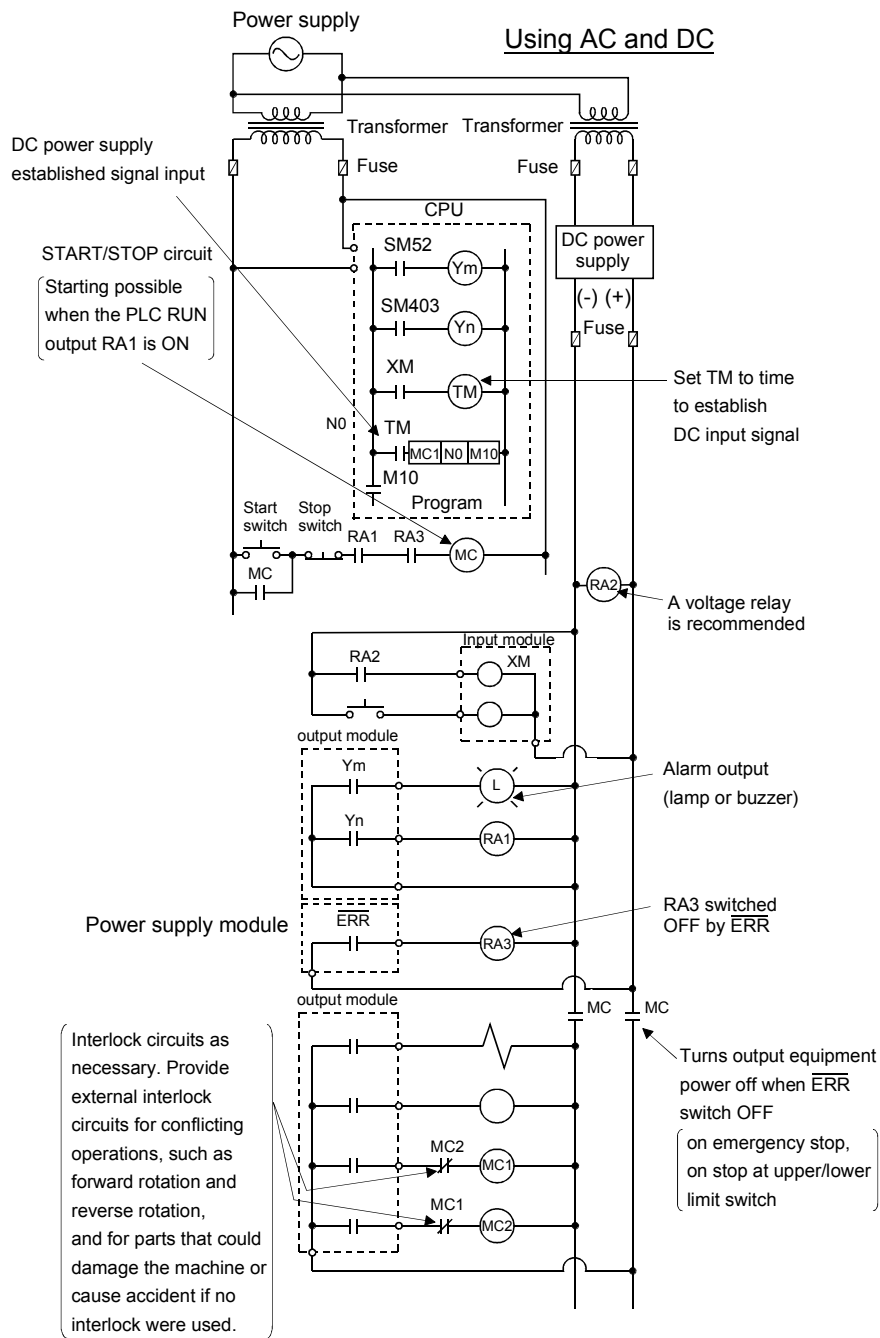 Power supply
Using AC and DC
Transformer
Transformer
DC power supply
established signal input
Fuse
Fuse
CPU
START/STOP circuit
Starting possible
when the PLC RUN
output RA1 is ON
SM52
Ym
DC power
supply
(-) (+)
Fuse
SM403
Yn
XM
TM
Set TM to time
to establish
DC input signal
N0
TM
MC1 N0 M10
M10
Program
Start
switch
Stop
switch
RA1
RA3
MC
MC
RA2
A voltage relay
is recommended
Input module
RA2
XM
output module
Ym
L
Alarm output
(lamp or buzzer)
Yn
RA1
Power supply module
ERR
RA3
RA3 switched
OFF by ERR
output module
MC
MC
Interlock circuits as
necessary. Provide
external interlock
circuits for conflicting
operations, such as
forward rotation and
reverse rotation,
and for parts that could
damage the machine or
cause accident if no
interlock were used.
Turns output equipment
power off when ERR
switch OFF
on emergency stop,
on stop at upper/lower
limit switch
MC2
MC1
MC1
MC2